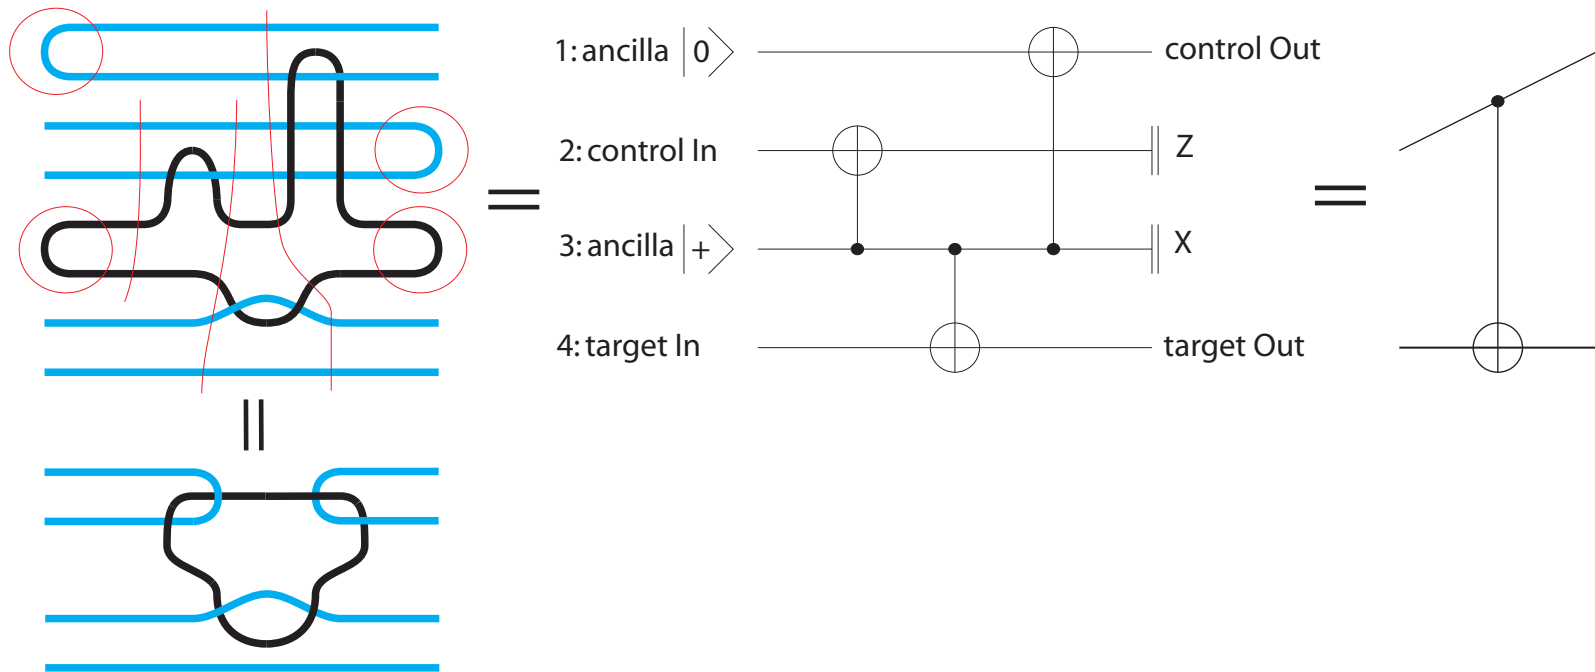 1: ancilla |0⟩ control Out
2: control In Z
3: ancilla |+⟩ X
4: target In target Out